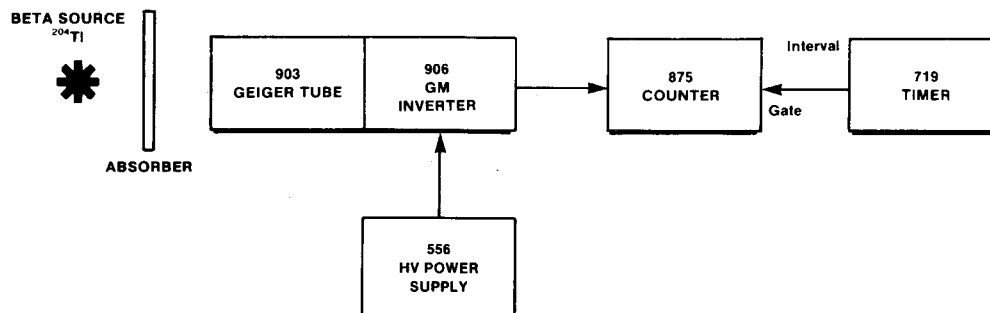 BETA SOURCE
²⁰⁴Tl
ABSORBER
903
GEIGER TUBE
906
GM
INVERTER
875
COUNTER
Interval
Gate
719
TIMER
556
HV POWER
SUPPLY